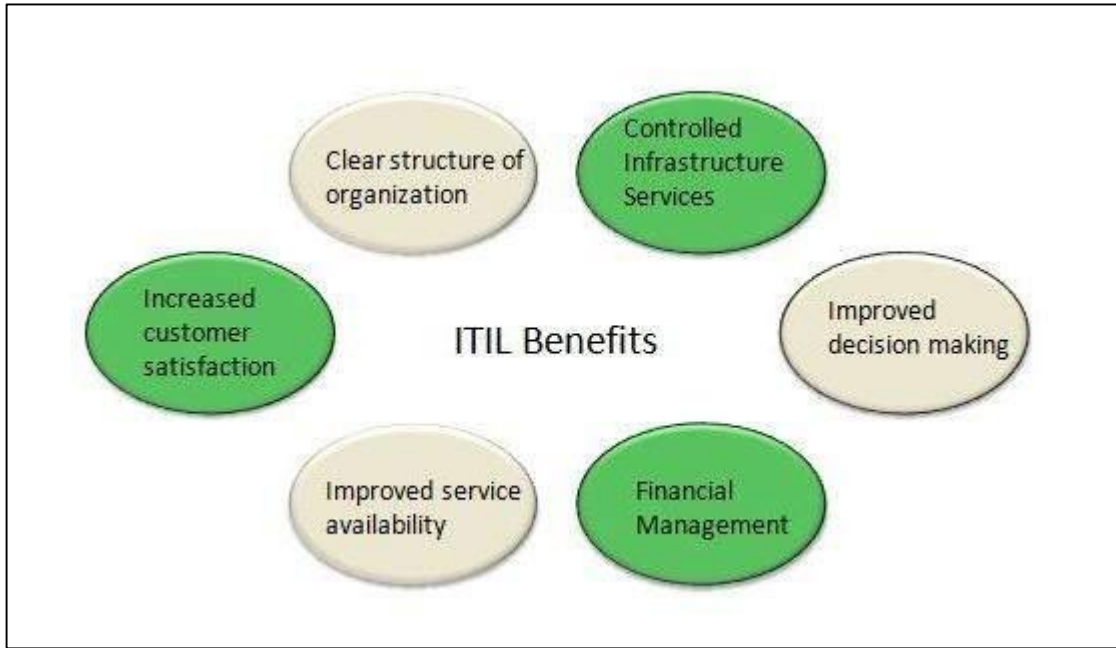 Clear structure of
organization
Controlled
Infrastructure
Services
Increased
customer
satisfaction
ITIL Benefits
Improved
decision making
Improved service
availability
Financial
Management